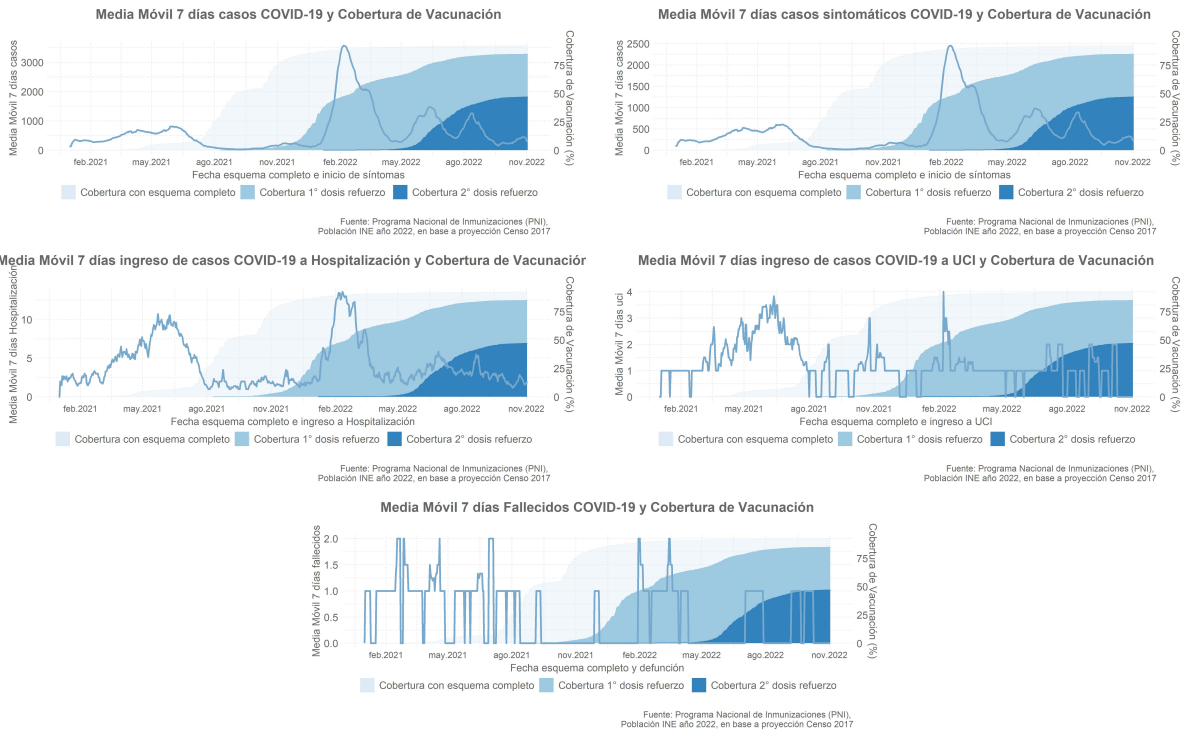 Media Móvil 7 días casos COVID-19 y Cobertura de Vacunación
Media Móvil 7 días casos
3000
2000
1000
0
Cobertura de Vacunación (%)
75
50
25
0
feb.2021 may.2021 ago.2021 nov.2021 feb.2022 may.2022 ago.2022 nov.2022
Fecha esquema completo e inicio de síntomas
Cobertura con esquema completo Cobertura 1° dosis refuerzo Cobertura 2° dosis refuerzo
Fuente: Programa Nacional de Inmunizaciones (PNI),
Población INE año 2022, en base a proyección Censo 2017
Media Móvil 7 días casos sintomáticos COVID-19 y Cobertura de Vacunación
Media Móvil 7 días casos
2500
2000
1500
1000
500
0
Cobertura de Vacunación (%)
75
50
25
0
feb.2021 may.2021 ago.2021 nov.2021 feb.2022 may.2022 ago.2022 nov.2022
Fecha esquema completo e inicio de síntomas
Cobertura con esquema completo Cobertura 1° dosis refuerzo Cobertura 2° dosis refuerzo
Fuente: Programa Nacional de Inmunizaciones (PNI),
Población INE año 2022, en base a proyección Censo 2017
Media Móvil 7 días ingreso de casos COVID-19 a Hospitalización y Cobertura de Vacunación
Media Móvil 7 días Hospitalización
10
5
0
Cobertura de Vacunación (%)
75
50
25
0
feb.2021 may.2021 ago.2021 nov.2021 feb.2022 may.2022 ago.2022 nov.2022
Fecha esquema completo e ingreso a Hospitalización
Cobertura con esquema completo Cobertura 1° dosis refuerzo Cobertura 2° dosis refuerzo
Fuente: Programa Nacional de Inmunizaciones (PNI),
Población INE año 2022, en base a proyección Censo 2017
Media Móvil 7 días ingreso de casos COVID-19 a UCI y Cobertura de Vacunación
Media Móvil 7 días uci
4
3
2
1
0
Cobertura de Vacunación (%)
75
50
25
0
feb.2021 may.2021 ago.2021 nov.2021 feb.2022 may.2022 ago.2022 nov.2022
Fecha esquema completo e ingreso a UCI
Cobertura con esquema completo Cobertura 1° dosis refuerzo Cobertura 2° dosis refuerzo
Fuente: Programa Nacional de Inmunizaciones (PNI),
Población INE año 2022, en base a proyección Censo 2017
Media Móvil 7 días Fallecidos COVID-19 y Cobertura de Vacunación
Media Móvil 7 días fallecidos
2.0
1.5
1.0
0.5
0.0
Cobertura de Vacunación (%)
75
50
25
0
feb.2021 may.2021 ago.2021 nov.2021 feb.2022 may.2022 ago.2022 nov.2022
Fecha esquema completo y defunción
Cobertura con esquema completo Cobertura 1° dosis refuerzo Cobertura 2° dosis refuerzo
Fuente: Programa Nacional de Inmunizaciones (PNI),
Población INE año 2022, en base a proyección Censo 2017